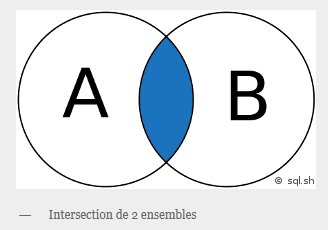 A B
© sql.sh
— Intersection de 2 ensembles